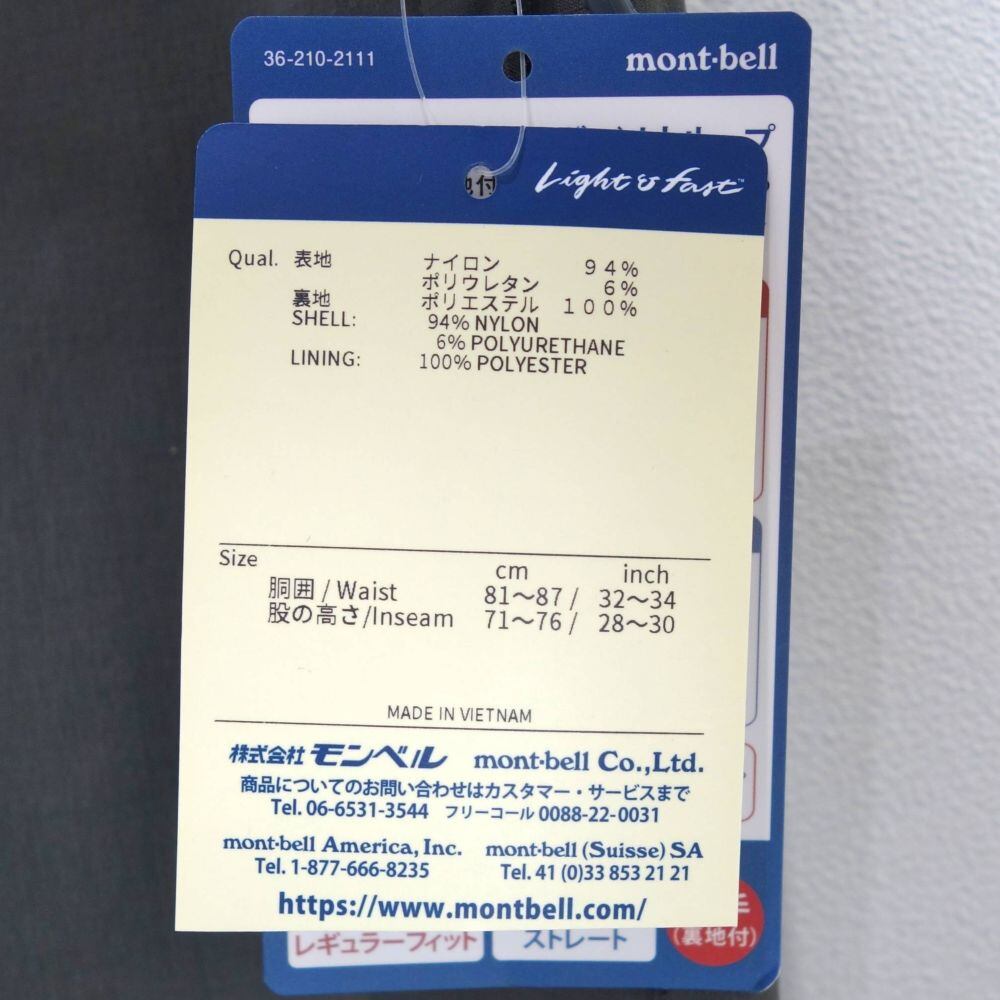 36-210-2111
mont-bell
Light & Fast™
Qual. 表地 ナイロン 94%
ポリウレタン 6%
裏地 ポリエステル 100%
SHELL: 94% NYLON
6% POLYURETHANE
LINING: 100% POLYESTER
Size
cm inch
胴囲 / Waist 81～87 / 32～34
股の高さ/Inseam 71～76 / 28～30
MADE IN VIETNAM
株式会社 モンベル mont-bell Co.,Ltd.
商品についてのお問い合わせはカスタマー・サービスまで
Tel. 06-6531-3544 フリーコール 0088-22-0031
mont-bell America, Inc. mont-bell (Suisse) SA
Tel. 1-877-666-8235 Tel. 41 (0)33 853 21 21
https://www.montbell.com/
レギュラーフィット ストレート (裏地付)